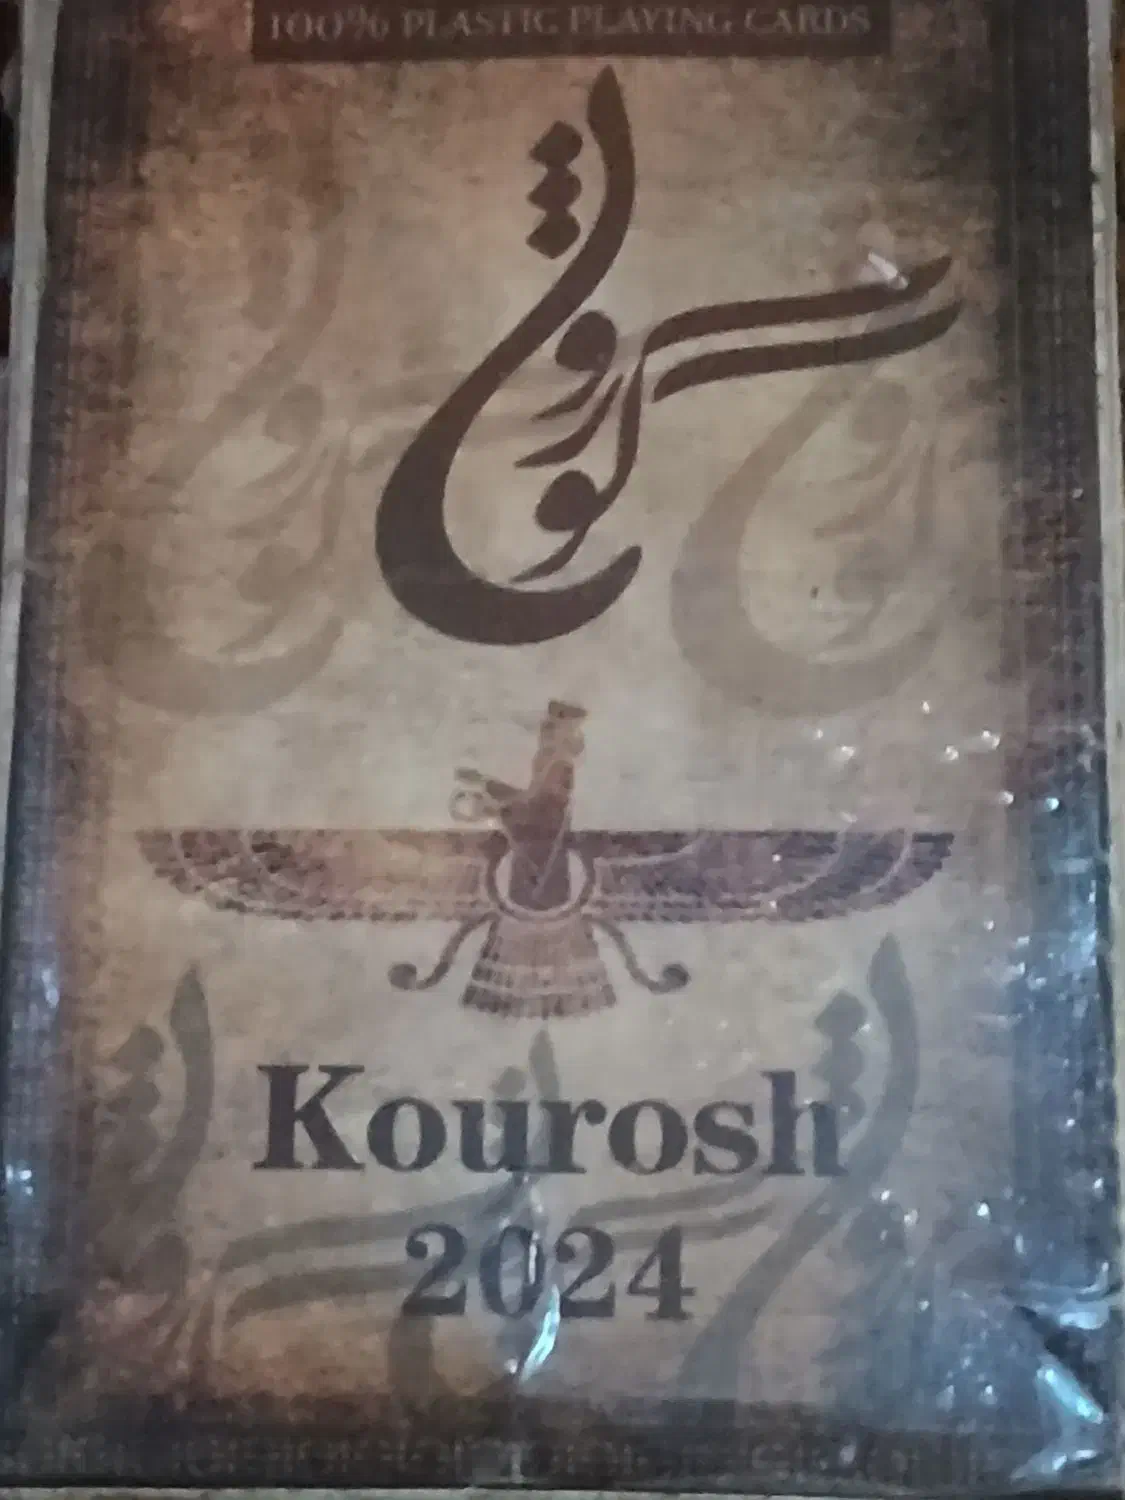 100% PLASTIC PLAYING CARDS
کوروش
Kourosh
2024